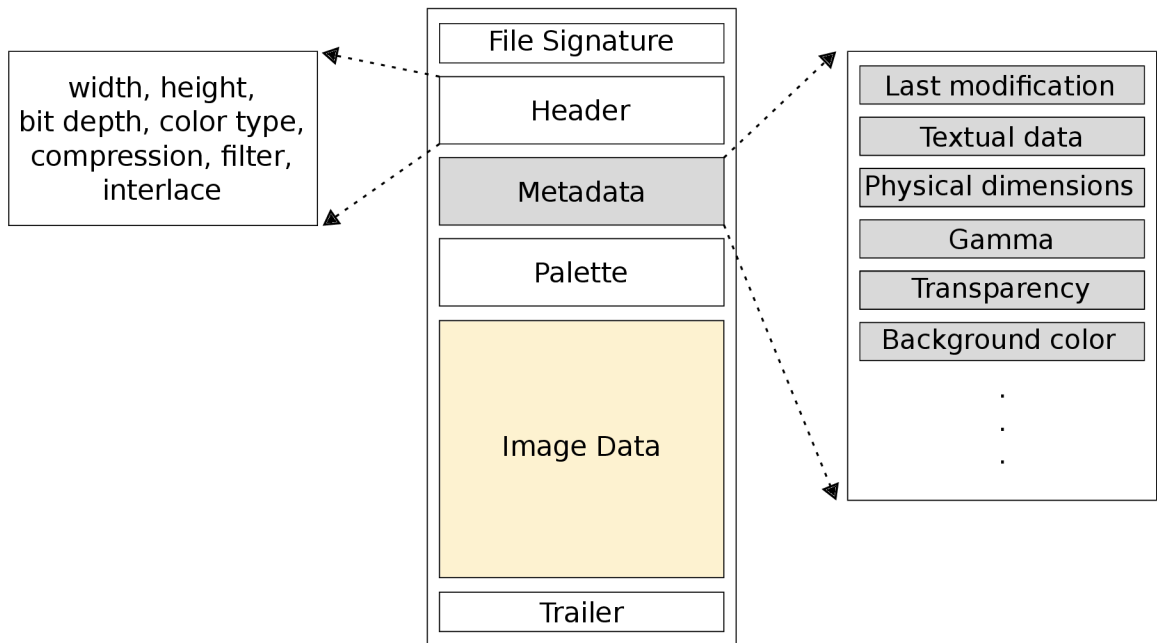 File Signature
Header
Metadata
Palette
Image Data
Trailer
width, height,
bit depth, color type,
compression, filter,
interlace
Last modification
Textual data
Physical dimensions
Gamma
Transparency
Background color
.
.
.